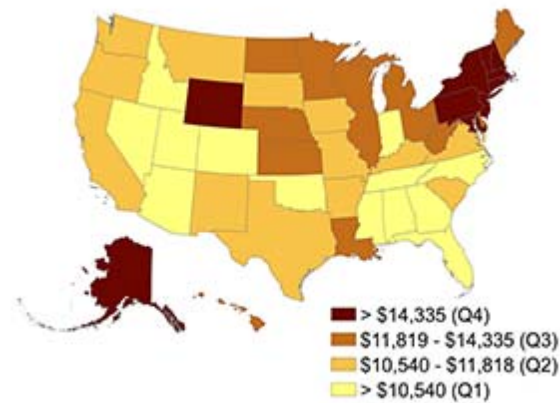 > $14,335 (Q4)
$11,819 - $14,335 (Q3)
$10,540 - $11,818 (Q2)
> $10,540 (Q1)